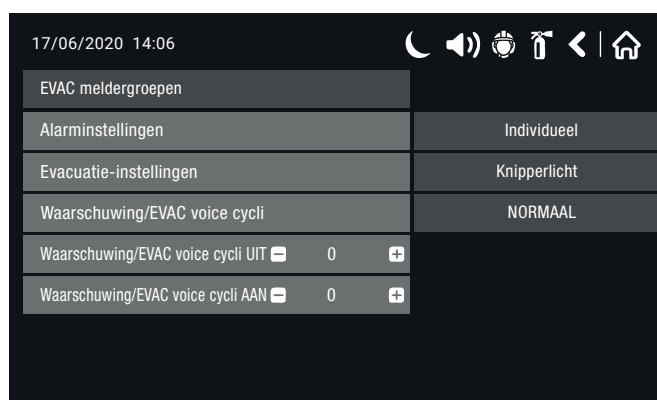 17/06/2020 14:06
EVAC meldergroepen
Alarminstellingen Individueel
Evacuatie-instellingen Knipperlicht
Waarschuwing/EVAC voice cycli NORMAAL
Waarschuwing/EVAC voice cycli UIT - 0 +
Waarschuwing/EVAC voice cycli AAN - 0 +